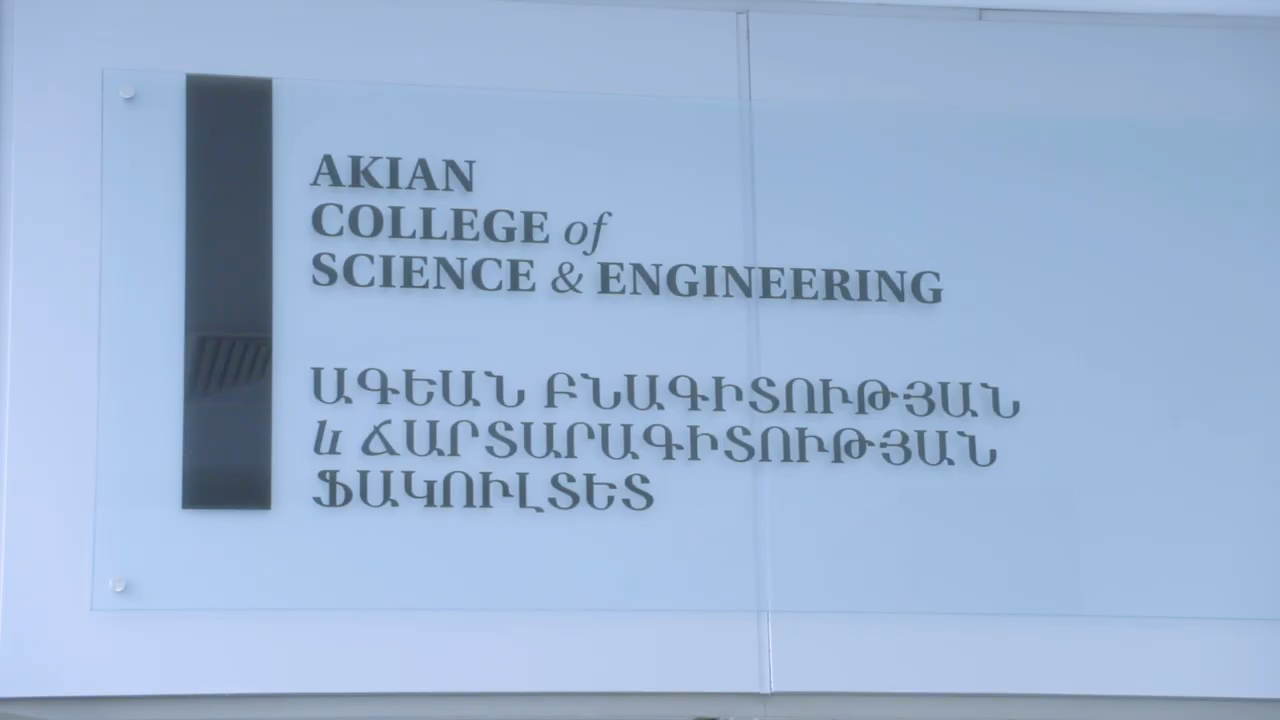 AKIAN
COLLEGE of
SCIENCE & ENGINEERING
ԱԳԵԱՆ ԲՆԱԳԻՏՈՒԹՅԱՆ
և ՃԱՐՏԱՐԱԳԻՏՈՒԹՅԱՆ
ՖԱԿՈՒԼՏԵՏ